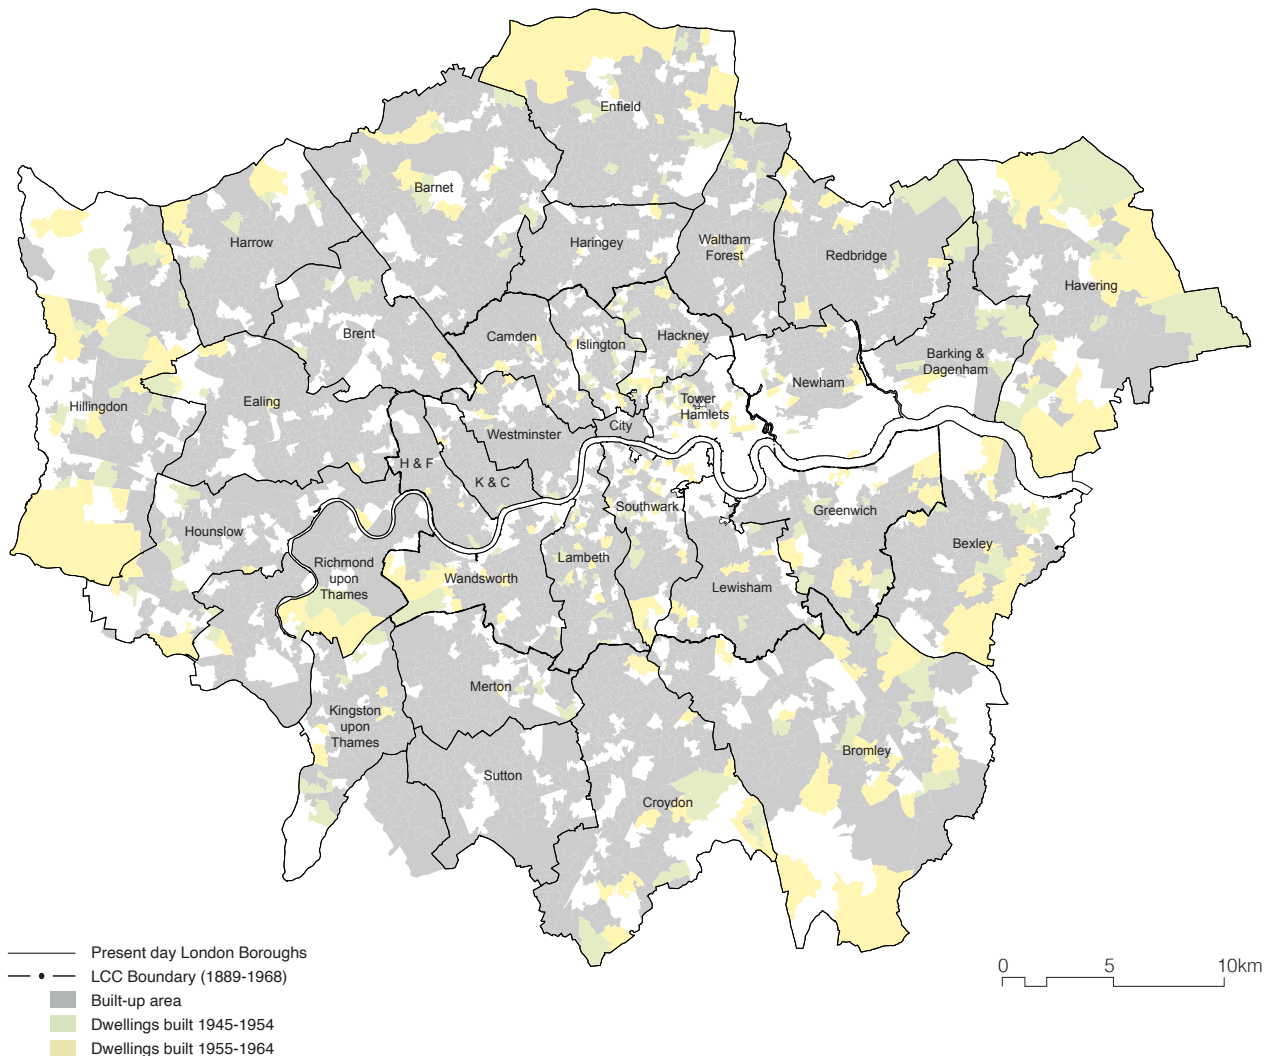 Enfield
Barnet
Harrow
Haringey
Waltham
Forest
Redbridge
Havering
Brent
Camden
Islington
Hackney
Barking &
Dagenham
Newham
Hillingdon
Ealing
Tower
Hamlets
City
Westminster
H & F
K & C
Southwark
Greenwich
Hounslow
Bexley
Lambeth
Richmond
upon
Thames
Wandsworth
Lewisham
Merton
Kingston
upon
Thames
Bromley
Sutton
Croydon
Present day London Boroughs
LCC Boundary (1889-1968)
Built-up area
Dwellings built 1945-1954
Dwellings built 1955-1964
0 5 10km